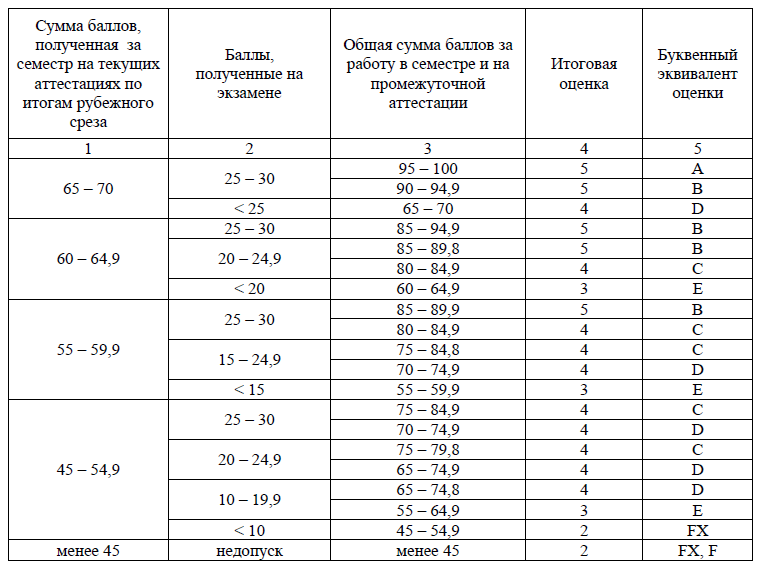 Сумма баллов, полученная за семестр на текущих аттестациях по итогам рубежного среза | Баллы, полученные на экзамене | Общая сумма баллов за работу в семестре и на промежуточной аттестации | Итоговая оценка | Буквенный эквивалент оценки
1 2 3 4 5
65 – 70 25 – 30 95 – 100 5 A
90 – 94,9 5 B
< 25 65 – 70 4 D
60 – 64,9 25 – 30 85 – 94,9 5 B
20 – 24,9 85 – 89,8 5 B
80 – 84,9 4 C
< 20 60 – 64,9 3 E
55 – 59,9 25 – 30 85 – 89,9 5 B
80 – 84,9 4 C
15 – 24,9 75 – 84,8 4 C
70 – 74,9 4 D
< 15 55 – 59,9 3 E
45 – 54,9 25 – 30 75 – 84,9 4 C
70 – 74,9 4 D
20 – 24,9 75 – 79,8 4 C
65 – 74,9 4 D
10 – 19,9 65 – 74,8 4 D
55 – 64,9 3 E
< 10 45 – 54,9 2 FX
менее 45 недопуск менее 45 2 FX, F